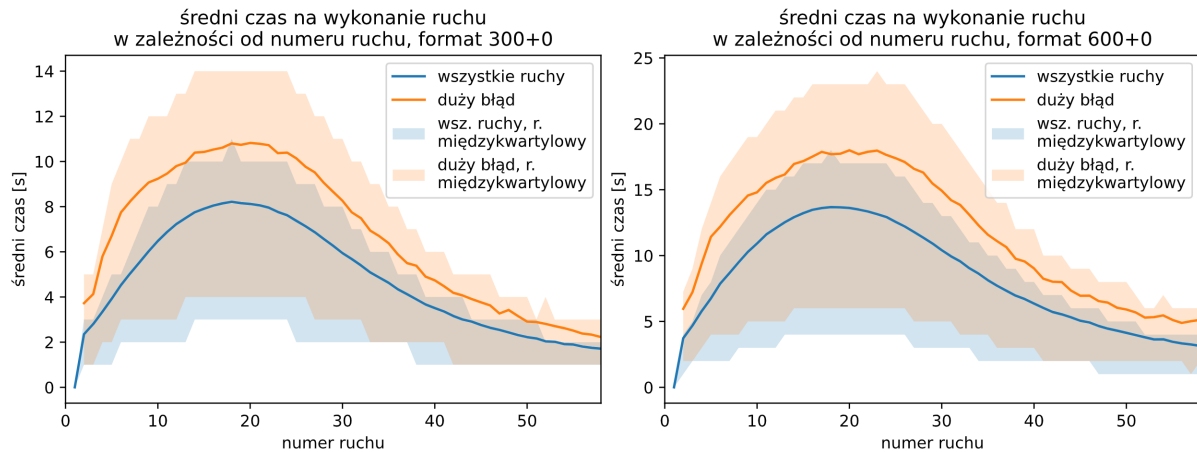 średni czas na wykonanie ruchu
w zależności od numeru ruchu, format 300+0
średni czas [s]
14
12
10
8
6
4
2
0
wszystkie ruchy
duży błąd
wsz. ruchy, r.
międzykwartylowy
duży błąd, r.
międzykwartylowy
0 10 20 30 40 50
numer ruchu
średni czas na wykonanie ruchu
w zależności od numeru ruchu, format 600+0
średni czas [s]
25
20
15
10
5
0
wszystkie ruchy
duży błąd
wsz. ruchy, r.
międzykwartylowy
duży błąd, r.
międzykwartylowy
0 10 20 30 40 50
numer ruchu